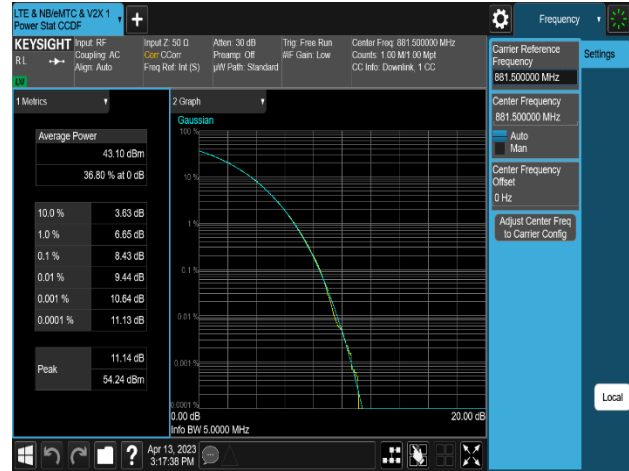 LTE & NB/eMTC & V2X 1
Power Stat CCDF
Frequency
KEYSIGHT
RL
LW
Input: RF
Coupling: AC
Align: Auto
Input Z: 50 Ω
Corr CCorr
Freq Ref: Int (S)
Atten: 30 dB
Preamp: Off
µW Path: Standard
Trig: Free Run
#IF Gain: Low
Center Freq: 881.500000 MHz
Counts: 1.00 M/1.00 Mpt
CC Info: Downlink, 1 CC
Carrier Reference
Frequency
881.500000 MHz
Settings
Center Frequency
881.500000 MHz
Auto
Man
Center Frequency
Offset
0 Hz
Adjust Center Freq
to Carrier Config
Local
1 Metrics
Average Power
43.10 dBm
36.80 % at 0 dB
10.0 % 3.63 dB
1.0 % 6.65 dB
0.1 % 8.43 dB
0.01 % 9.44 dB
0.001 % 10.64 dB
0.0001 % 11.13 dB
Peak
11.14 dB
54.24 dBm
2 Graph
Gaussian
100 %
10 %
1 %
0.1 %
0.01 %
0.001 %
0.0001 %
0.00 dB
20.00 dB
Info BW 5.0000 MHz
?
Apr 13, 2023
3:17:38 PM